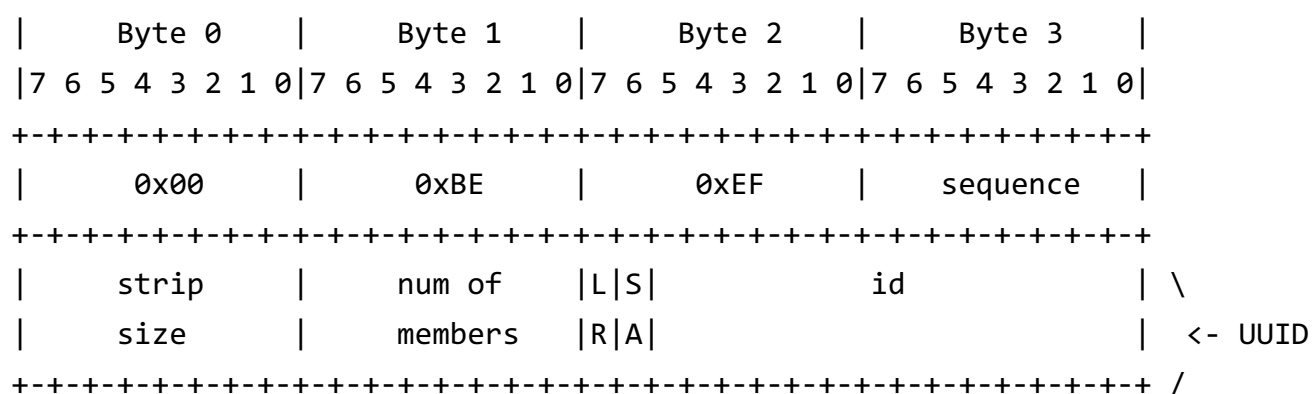 |     Byte 0    |     Byte 1    |     Byte 2    |     Byte 3    |
|7 6 5 4 3 2 1 0|7 6 5 4 3 2 1 0|7 6 5 4 3 2 1 0|7 6 5 4 3 2 1 0|
+-+-+-+-+-+-+-+-+-+-+-+-+-+-+-+-+-+-+-+-+-+-+-+-+-+-+-+-+-+-+-+-+
|      0x00     |      0xBE     |      0xEF     |    sequence   |
+-+-+-+-+-+-+-+-+-+-+-+-+-+-+-+-+-+-+-+-+-+-+-+-+-+-+-+-+-+-+-+-+
|     strip     |     num of    |L|S|            id             | \
|     size      |     members   |R|A|                           |  <- UUID
+-+-+-+-+-+-+-+-+-+-+-+-+-+-+-+-+-+-+-+-+-+-+-+-+-+-+-+-+-+-+-+-+ /